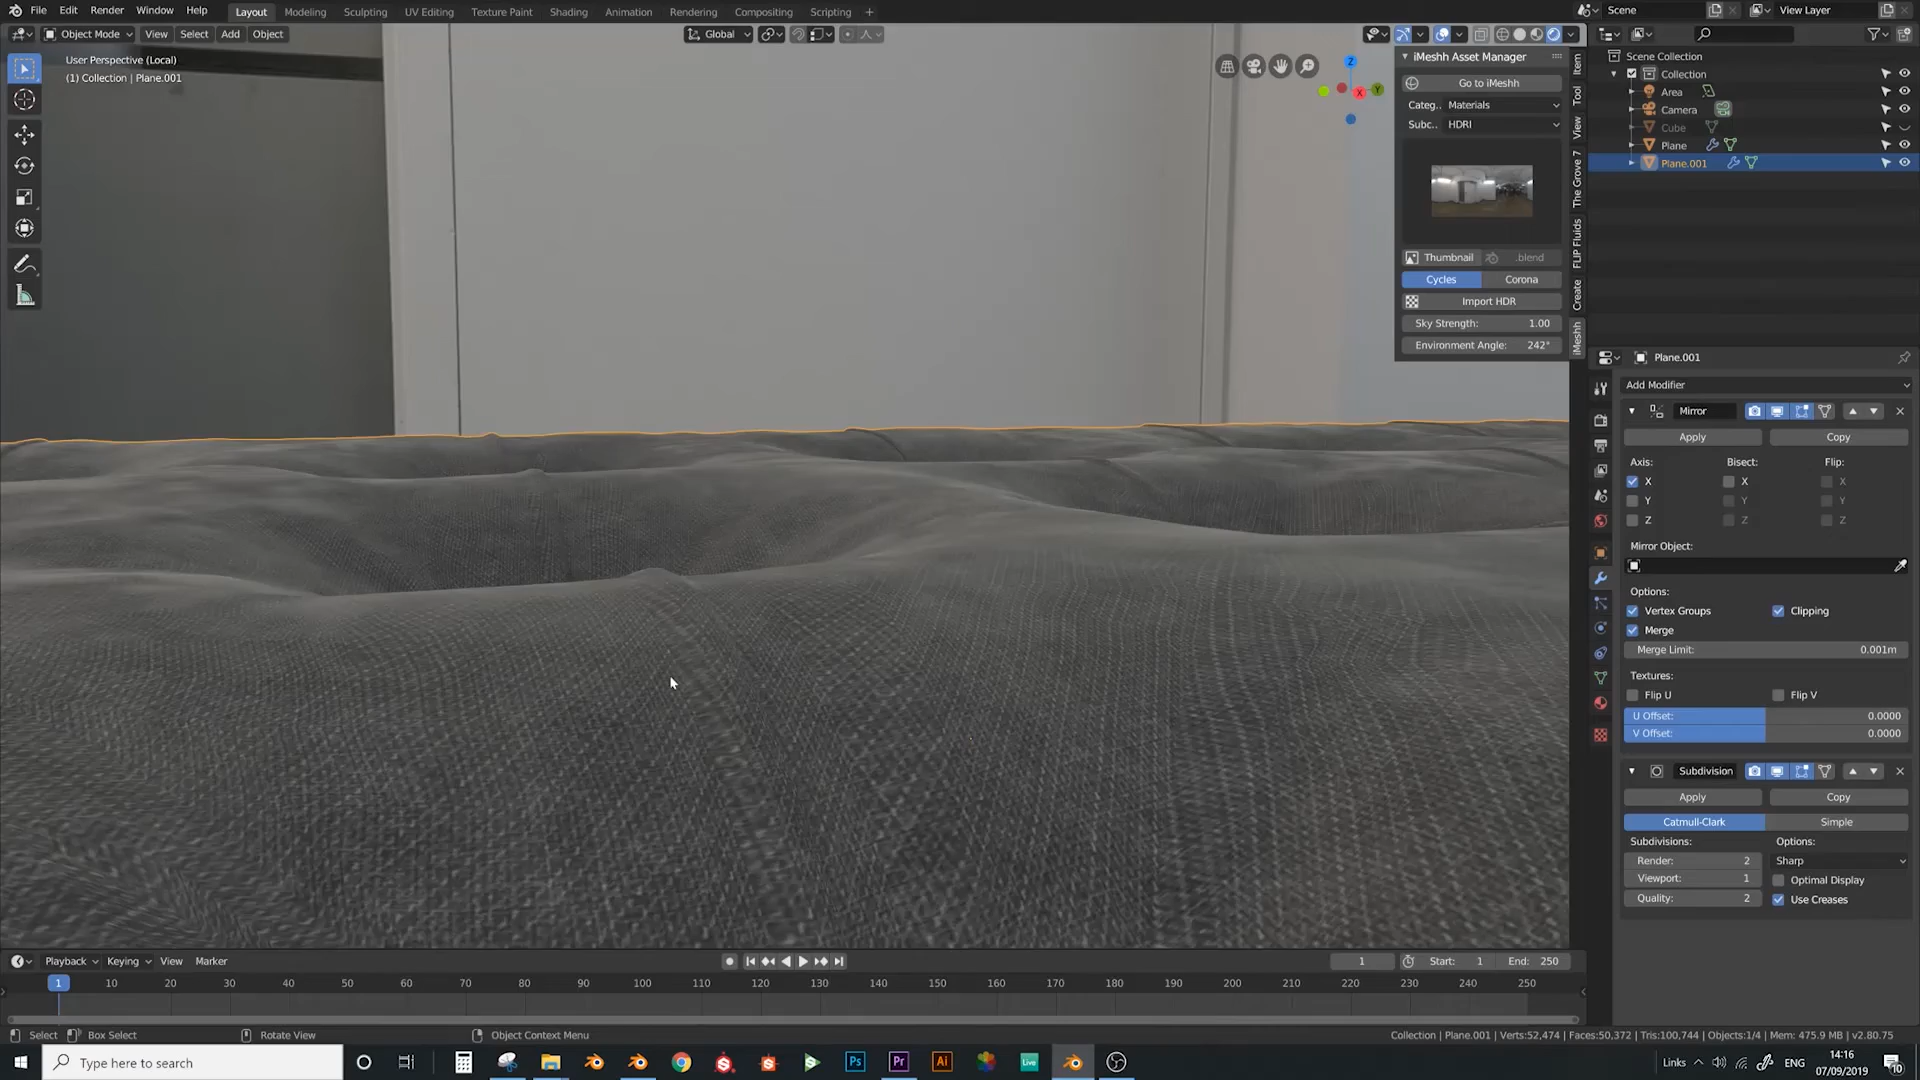 File Edit Render Window Help
Layout Modeling Sculpting UV Editing Texture Paint Shading Animation Rendering Compositing Scripting +
Scene
View Layer
Object Mode View Select Add Object
Global
User Perspective (Local)
(1) Collection | Plane.001
Z
X
Y
iMeshh Asset Manager
Go to iMeshh
Categ.. Materials
Subc.. HDRI
Thumbnail .blend
Cycles Corona
Import HDR
Sky Strength: 1.00
Environment Angle: 242°
Item
Tool
View
The Grove 7
FLIP Fluids
Create
iMeshh
Scene Collection
Collection
Area
Camera
Cube
Plane
Plane.001
Plane.001
Add Modifier
Mirror
Apply Copy
Axis: Bisect: Flip:
X X X
Y Y Y
Z Z Z
Mirror Object:
Options:
Vertex Groups Clipping
Merge
Merge Limit: 0.001m
Textures:
Flip U Flip V
U Offset: 0.0000
V Offset: 0.0000
Subdivision
Apply Copy
Catmull-Clark Simple
Subdivisions: Options:
Render: 2 Sharp
Viewport: 1 Optimal Display
Quality: 2 Use Creases
Playback Keying View Marker
1 Start: 1 End: 250
1 10 20 30 40 50 60 70 80 90 100 110 120 130 140 150 160 170 180 190 200 210 220 230 240 250
Select Box Select Rotate View Object Context Menu
Collection | Plane.001 | Verts:52,474 | Faces:50,372 | Tris:100,744 | Objects:1/4 | Mem: 475.9 MB | v2.80.75
Type here to search
Ps Pr Ai Live
Links ENG
14:16
07/09/2019
10